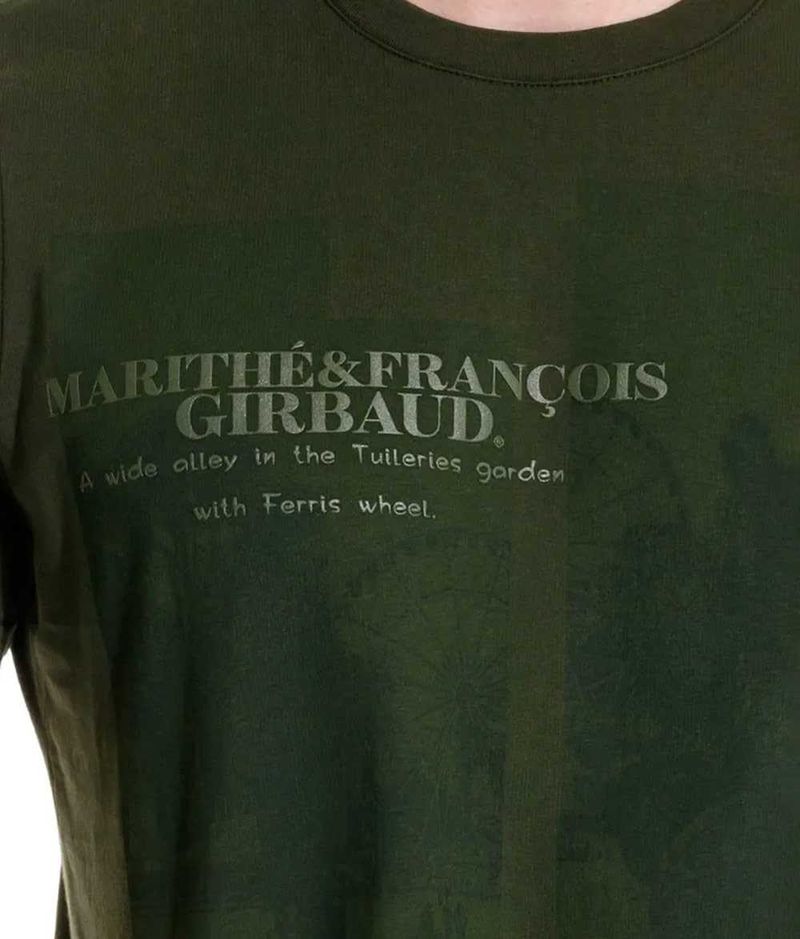 MARITHÉ&FRANÇOIS
GIRBAUD®
A wide alley in the Tuileries garden
with Ferris wheel.